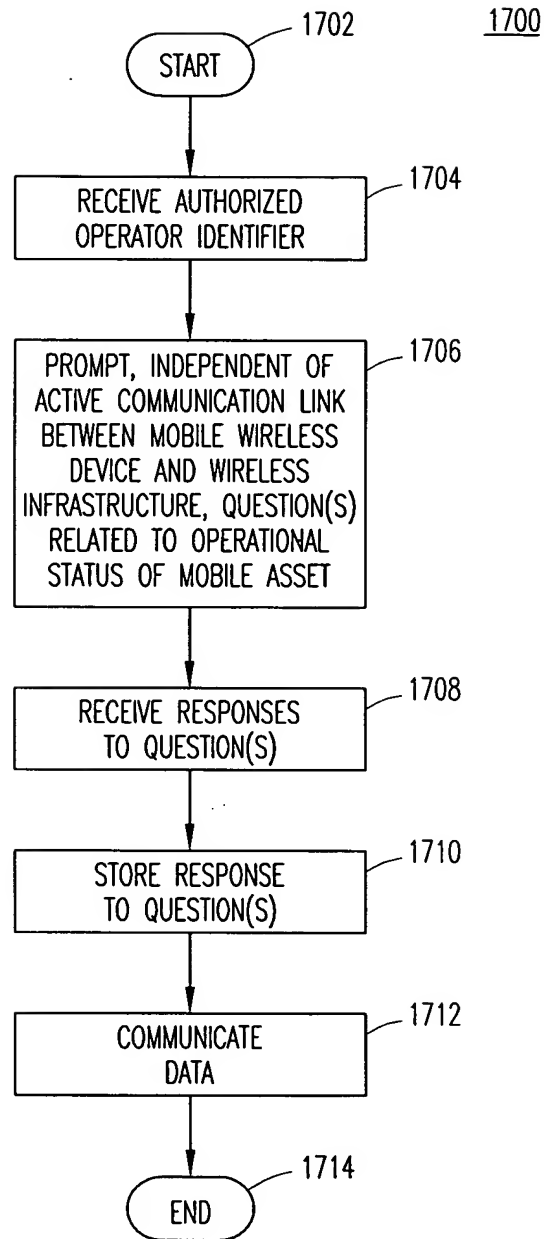 1700
1702
START
1704
RECEIVE AUTHORIZED
OPERATOR IDENTIFIER
1706
PROMPT, INDEPENDENT OF
ACTIVE COMMUNICATION LINK
BETWEEN MOBILE WIRELESS
DEVICE AND WIRELESS
INFRASTRUCTURE, QUESTION(S)
RELATED TO OPERATIONAL
STATUS OF MOBILE ASSET
1708
RECEIVE RESPONSES
TO QUESTION(S)
1710
STORE RESPONSE
TO QUESTION(S)
1712
COMMUNICATE
DATA
1714
END